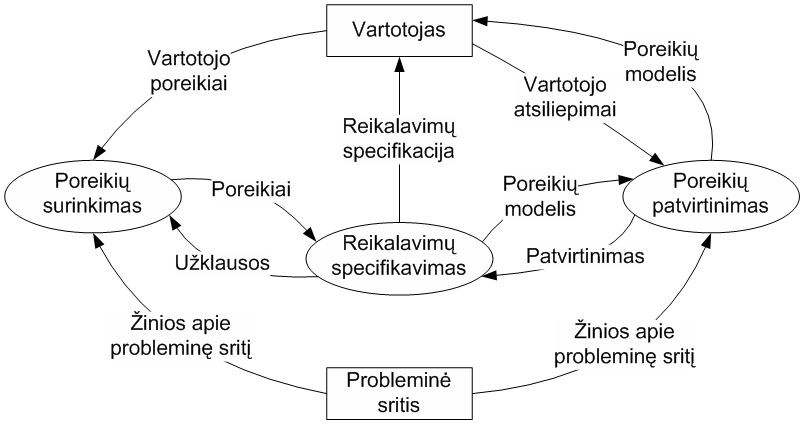 Vartotojas
Vartotojo
poreikiai
Poreikių
modelis
Vartotojo
atsiliepimai
Reikalavimų
specifikacija
Poreikių
surinkimas
Poreikiai
Poreikių
modelis
Poreikių
patvirtinimas
Užklausos
Reikalavimų
specifikavimas
Patvirtinimas
Žinios apie
probleminę sritį
Žinios apie
probleminę sritį
Probleminė
sritis